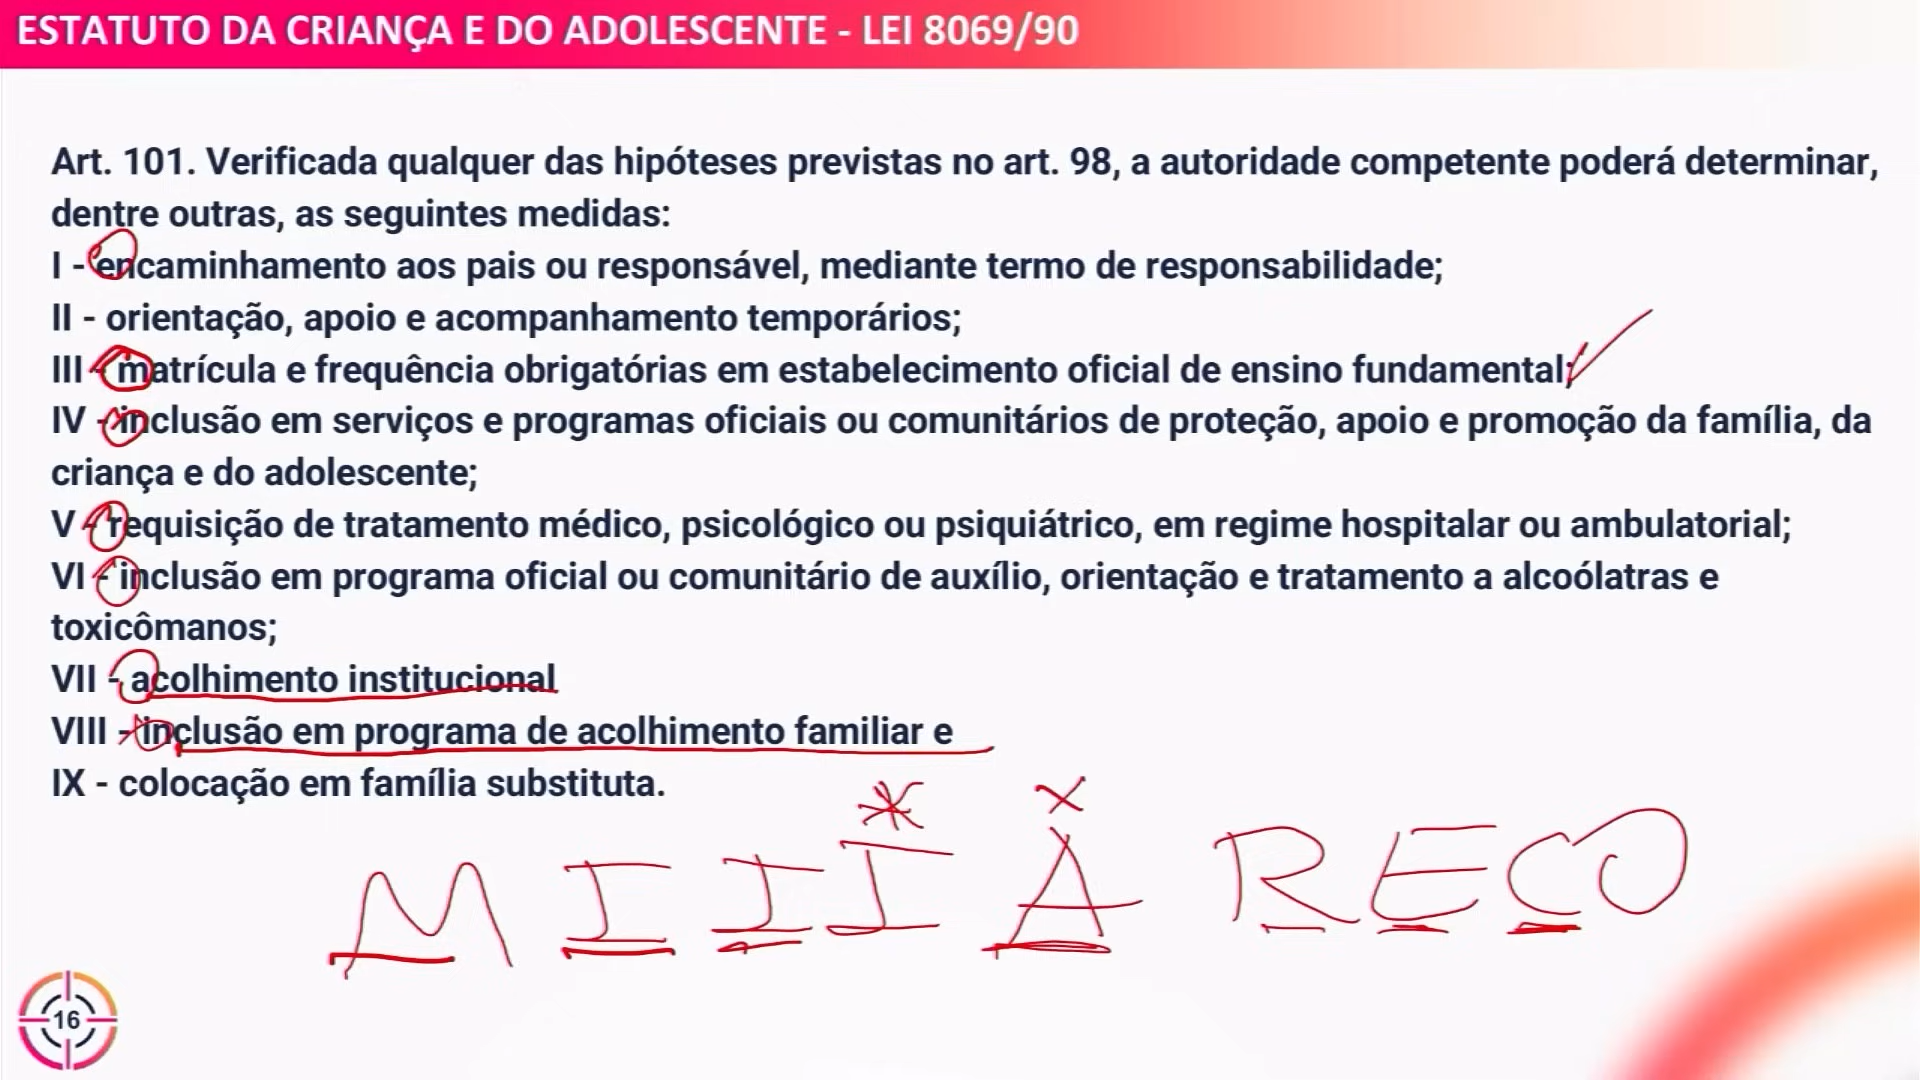 ESTATUTO DA CRIANÇA E DO ADOLESCENTE - LEI 8069/90
Art. 101. Verificada qualquer das hipóteses previstas no art. 98, a autoridade competente poderá determinar,
dentre outras, as seguintes medidas:
I - encaminhamento aos pais ou responsável, mediante termo de responsabilidade;
II - orientação, apoio e acompanhamento temporários;
III - matrícula e frequência obrigatórias em estabelecimento oficial de ensino fundamental;
IV - inclusão em serviços e programas oficiais ou comunitários de proteção, apoio e promoção da família, da
criança e do adolescente;
V - requisição de tratamento médico, psicológico ou psiquiátrico, em regime hospitalar ou ambulatorial;
VI - inclusão em programa oficial ou comunitário de auxílio, orientação e tratamento a alcoólatras e
toxicômanos;
VII - acolhimento institucional
VIII - inclusão em programa de acolhimento familiar e
IX - colocação em família substituta.
M I I I A RECO
16